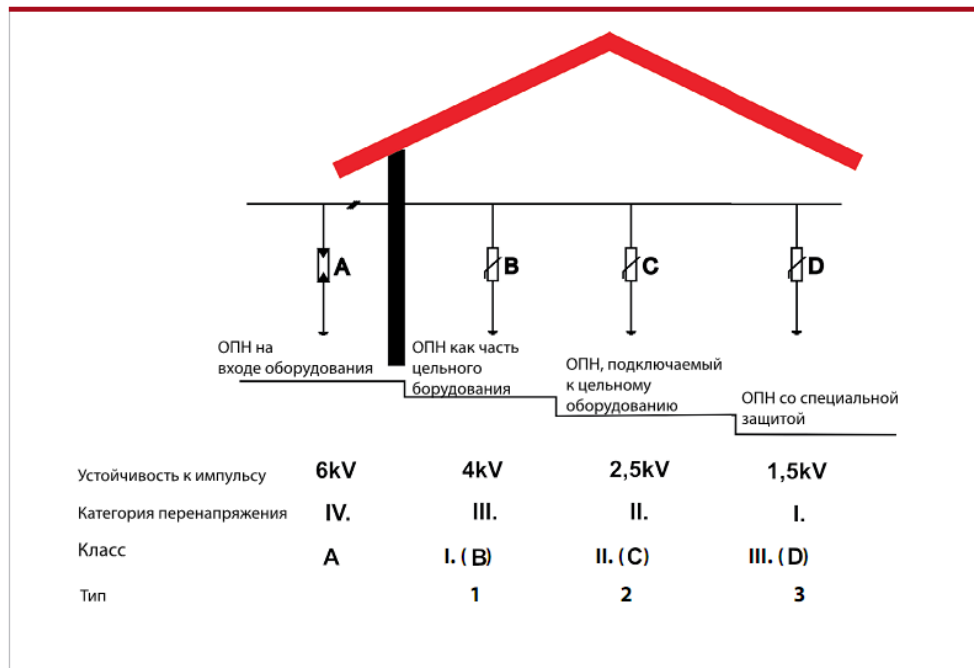 A
B
C
D
ОПН на
входе оборудования
ОПН как часть
цельного
борудования
ОПН, подключаемый
к цельному
оборудованию
ОПН со специальной
защитой
Устойчивость к импульсу 6kV 4kV 2,5kV 1,5kV
Категория перенапряжения IV. III. II. I.
Класс A I. (B) II. (C) III. (D)
Тип 1 2 3